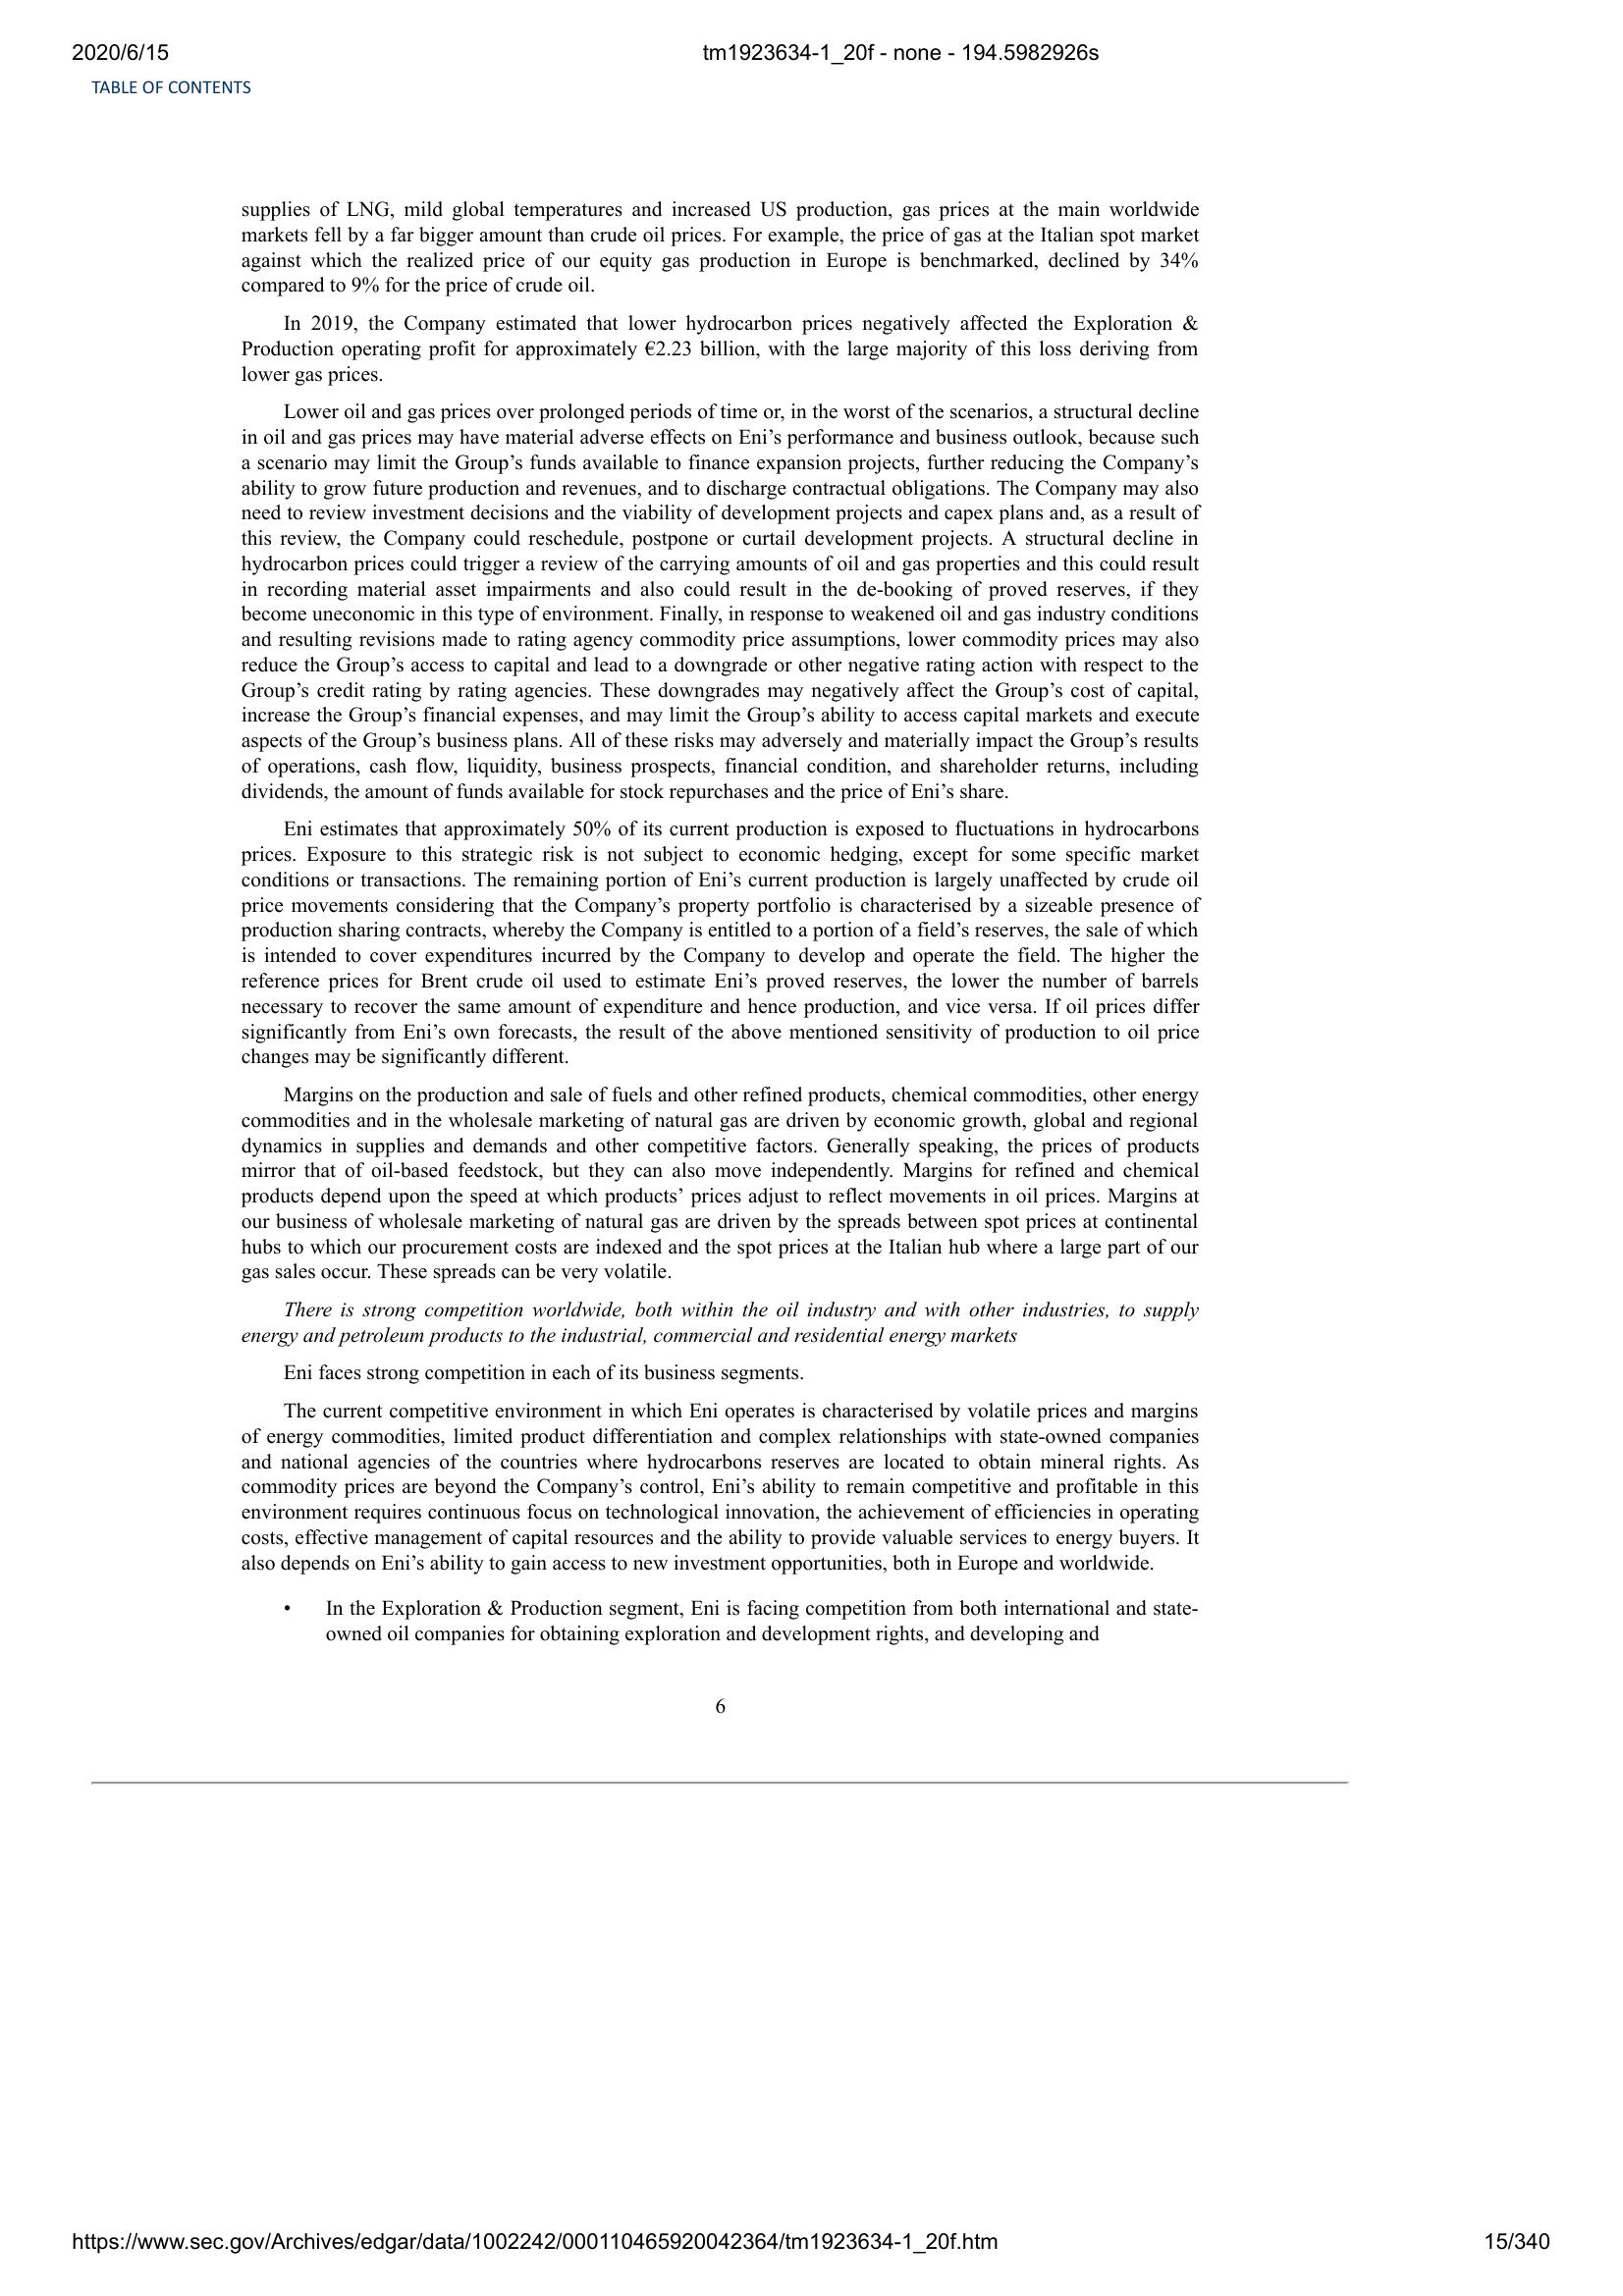 2020/6/15
tm1923634-1_20f - none - 194.5982926s
TABLE OF CONTENTS
supplies of LNG, mild global temperatures and increased US production, gas prices at the main worldwide
markets fell by a far bigger amount than crude oil prices. For example, the price of gas at the Italian spot market
against which the realized price of our equity gas production in Europe is benchmarked, declined by 34%
compared to 9% for the price of crude oil.
In 2019, the Company estimated that lower hydrocarbon prices negatively affected the Exploration &
Production operating profit for approximately €2.23 billion, with the large majority of this loss deriving from
lower gas prices.
Lower oil and gas prices over prolonged periods of time or, in the worst of the scenarios, a structural decline
in oil and gas prices may have material adverse effects on Eni’s performance and business outlook, because such
a scenario may limit the Group’s funds available to finance expansion projects, further reducing the Company’s
ability to grow future production and revenues, and to discharge contractual obligations. The Company may also
need to review investment decisions and the viability of development projects and capex plans and, as a result of
this review, the Company could reschedule, postpone or curtail development projects. A structural decline in
hydrocarbon prices could trigger a review of the carrying amounts of oil and gas properties and this could result
in recording material asset impairments and also could result in the de-booking of proved reserves, if they
become uneconomic in this type of environment. Finally, in response to weakened oil and gas industry conditions
and resulting revisions made to rating agency commodity price assumptions, lower commodity prices may also
reduce the Group’s access to capital and lead to a downgrade or other negative rating action with respect to the
Group’s credit rating by rating agencies. These downgrades may negatively affect the Group’s cost of capital,
increase the Group’s financial expenses, and may limit the Group’s ability to access capital markets and execute
aspects of the Group’s business plans. All of these risks may adversely and materially impact the Group’s results
of operations, cash flow, liquidity, business prospects, financial condition, and shareholder returns, including
dividends, the amount of funds available for stock repurchases and the price of Eni’s share.
Eni estimates that approximately 50% of its current production is exposed to fluctuations in hydrocarbons
prices. Exposure to this strategic risk is not subject to economic hedging, except for some specific market
conditions or transactions. The remaining portion of Eni’s current production is largely unaffected by crude oil
price movements considering that the Company’s property portfolio is characterised by a sizeable presence of
production sharing contracts, whereby the Company is entitled to a portion of a field’s reserves, the sale of which
is intended to cover expenditures incurred by the Company to develop and operate the field. The higher the
reference prices for Brent crude oil used to estimate Eni’s proved reserves, the lower the number of barrels
necessary to recover the same amount of expenditure and hence production, and vice versa. If oil prices differ
significantly from Eni’s own forecasts, the result of the above mentioned sensitivity of production to oil price
changes may be significantly different.
Margins on the production and sale of fuels and other refined products, chemical commodities, other energy
commodities and in the wholesale marketing of natural gas are driven by economic growth, global and regional
dynamics in supplies and demands and other competitive factors. Generally speaking, the prices of products
mirror that of oil-based feedstock, but they can also move independently. Margins for refined and chemical
products depend upon the speed at which products’ prices adjust to reflect movements in oil prices. Margins at
our business of wholesale marketing of natural gas are driven by the spreads between spot prices at continental
hubs to which our procurement costs are indexed and the spot prices at the Italian hub where a large part of our
gas sales occur. These spreads can be very volatile.
There is strong competition worldwide, both within the oil industry and with other industries, to supply
energy and petroleum products to the industrial, commercial and residential energy markets
Eni faces strong competition in each of its business segments.
The current competitive environment in which Eni operates is characterised by volatile prices and margins
of energy commodities, limited product differentiation and complex relationships with state-owned companies
and national agencies of the countries where hydrocarbons reserves are located to obtain mineral rights. As
commodity prices are beyond the Company’s control, Eni’s ability to remain competitive and profitable in this
environment requires continuous focus on technological innovation, the achievement of efficiencies in operating
costs, effective management of capital resources and the ability to provide valuable services to energy buyers. It
also depends on Eni’s ability to gain access to new investment opportunities, both in Europe and worldwide.
• In the Exploration & Production segment, Eni is facing competition from both international and state-
owned oil companies for obtaining exploration and development rights, and developing and
6
https://www.sec.gov/Archives/edgar/data/1002242/000110465920042364/tm1923634-1_20f.htm
15/340